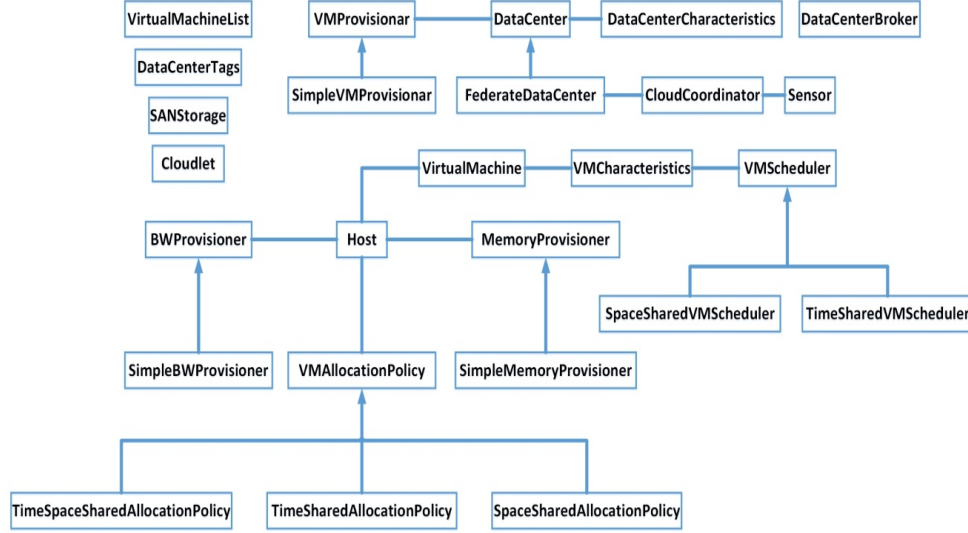 VirtualMachineList
VMProvisionar
DataCenter
DataCenterCharacteristics
DataCenterBroker
DataCenterTags
SimpleVMProvisionar
FederateDataCenter
CloudCoordinator
Sensor
SANStorage
Cloudlet
VirtualMachine
VMCharacteristics
VMScheduler
BWProvisioner
Host
MemoryProvisioner
SpaceSharedVMScheduler
TimeSharedVMScheduler
SimpleBWProvisioner
VMAllocationPolicy
SimpleMemoryProvisioner
TimeSpaceSharedAllocationPolicy
TimeSharedAllocationPolicy
SpaceSharedAllocationPolicy